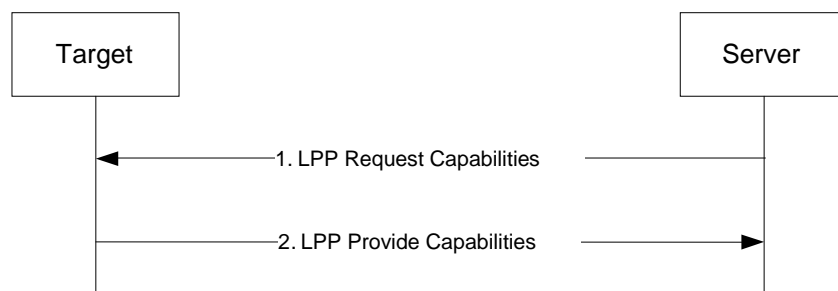 Target
Server
1. LPP Request Capabilities
2. LPP Provide Capabilities